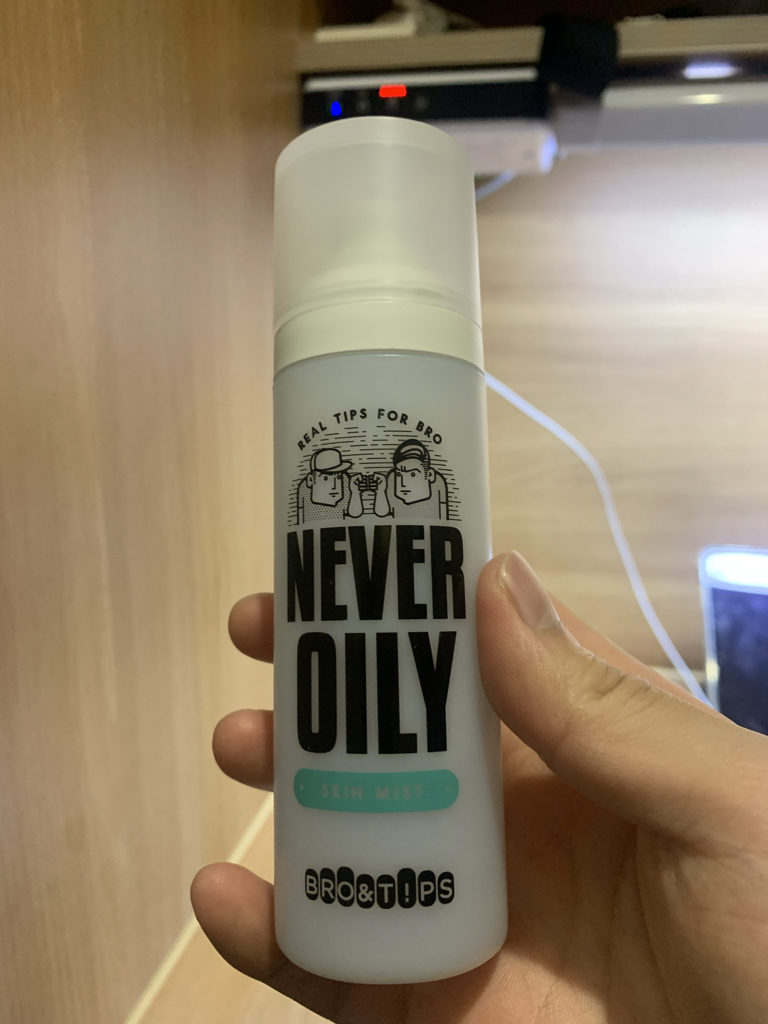 REAL TIPS FOR BRO
NEVER
OILY
SKIN MIST
BRO&T!PS